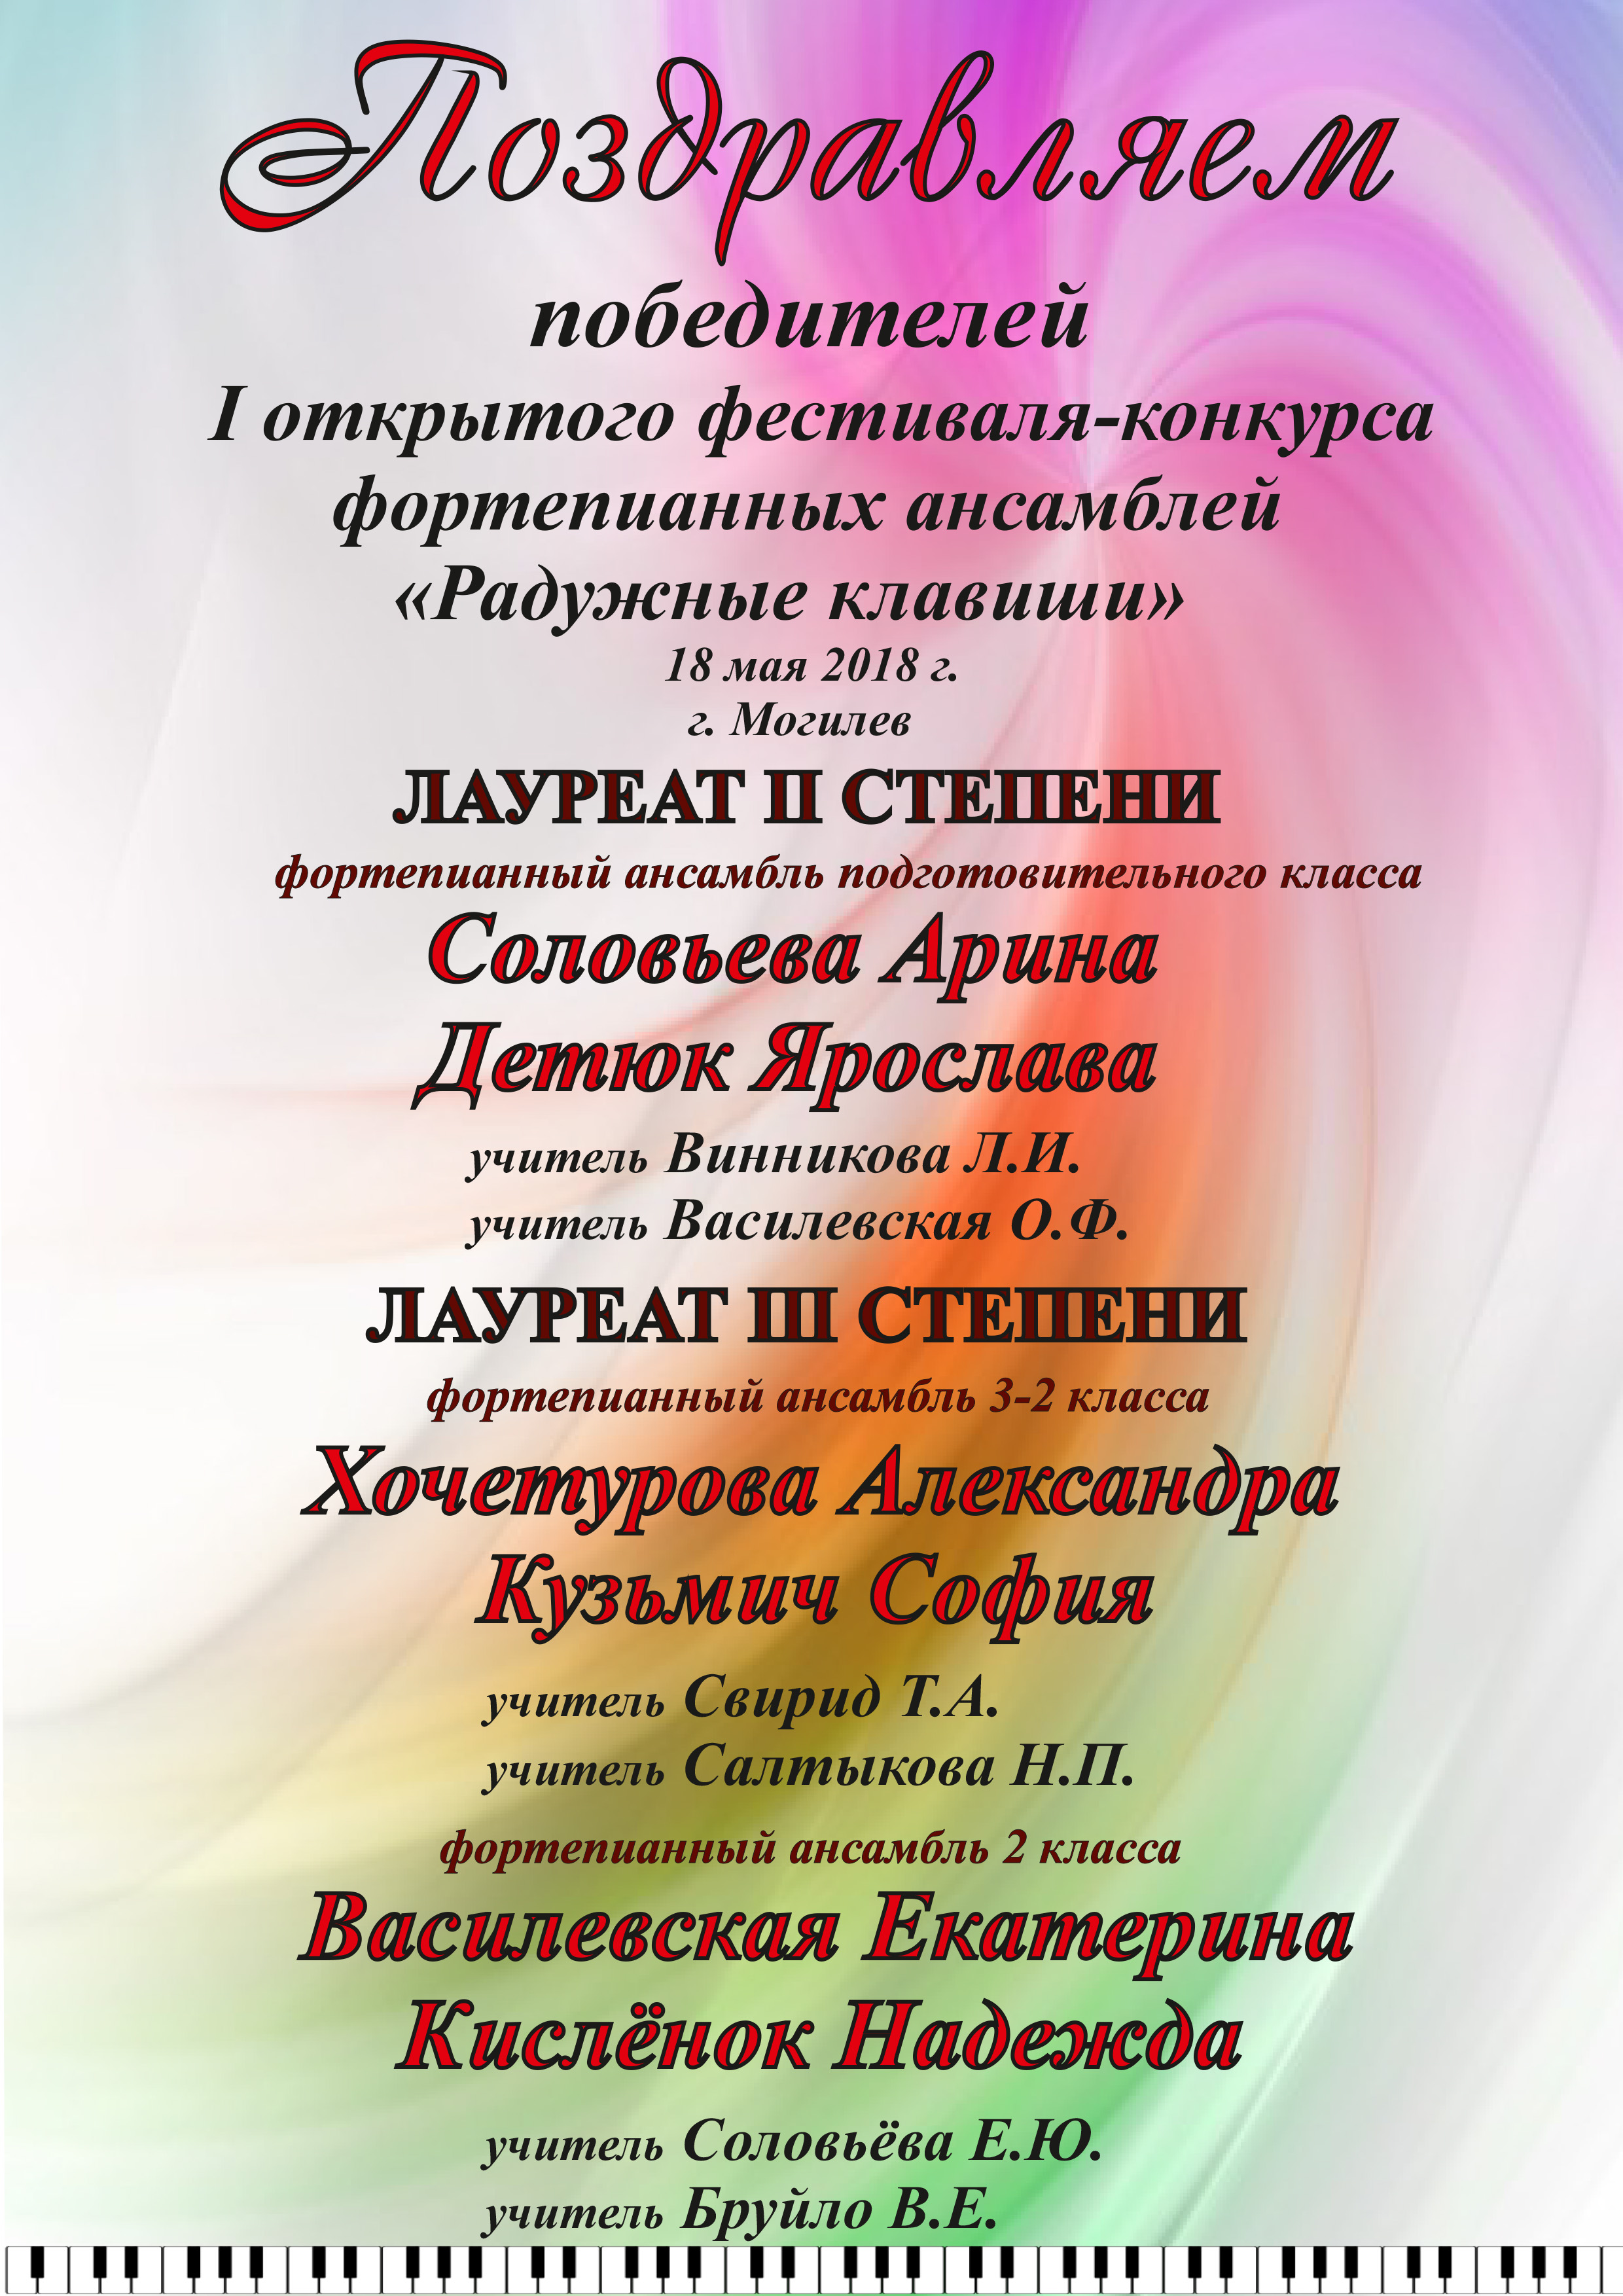 Поздравляем
победителей
I открытого фестиваля-конкурса
фортепианных ансамблей
«Радужные клавиши»
18 мая 2018 г.
г. Могилев
ЛАУРЕАТ II СТЕПЕНИ
фортепианный ансамбль подготовительного класса
Соловьева Арина
Детюк Ярослава
учитель Винникова Л.И.
учитель Василевская О.Ф.
ЛАУРЕАТ III СТЕПЕНИ
фортепианный ансамбль 3-2 класса
Хочетурова Александра
Кузьмич София
учитель Свирид Т.А.
учитель Салтыкова Н.П.
фортепианный ансамбль 2 класса
Василевская Екатерина
Кислёнок Надежда
учитель Соловьёва Е.Ю.
учитель Бруйло В.Е.